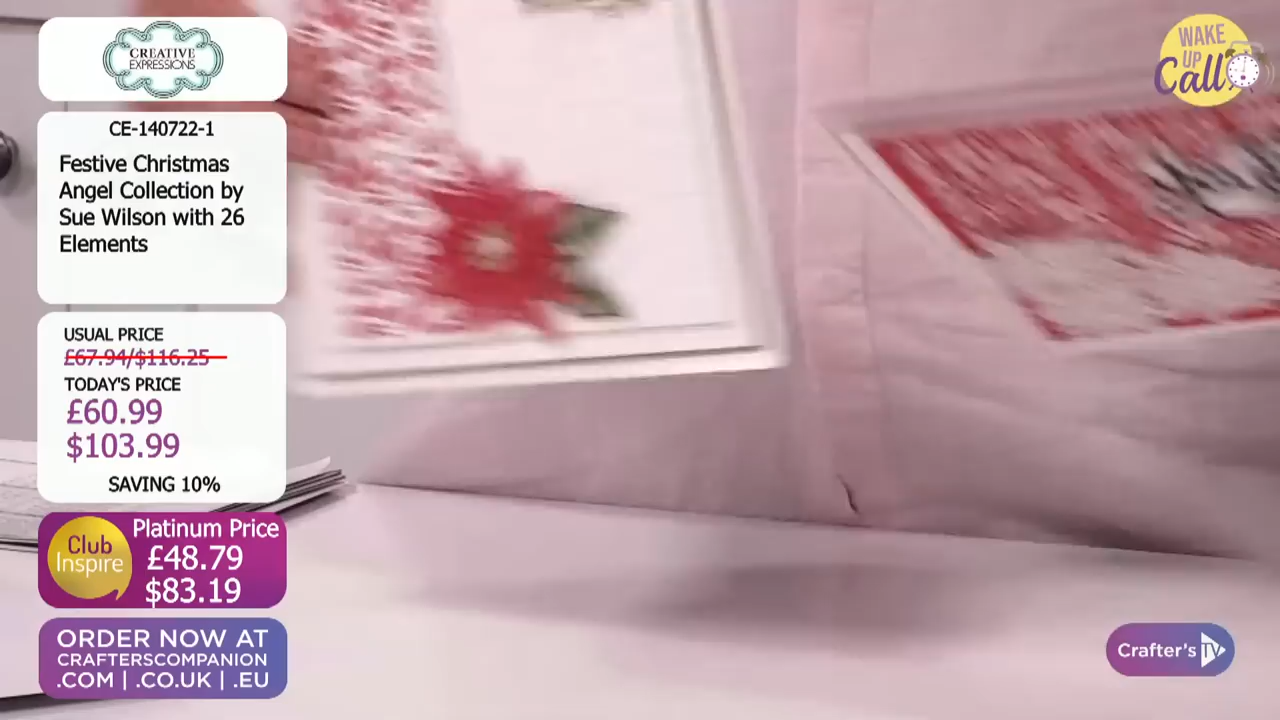 CREATIVE
EXPRESSIONS
CE-140722-1
Festive Christmas
Angel Collection by
Sue Wilson with 26
Elements
USUAL PRICE
£67.94/$116.25
TODAY'S PRICE
£60.99
$103.99
SAVING 10%
Club
Inspire
Platinum Price
£48.79
$83.19
ORDER NOW AT
CRAFTERSCOMPANION
.COM | .CO.UK | .EU
WAKE
UP
Call
Crafter's TV